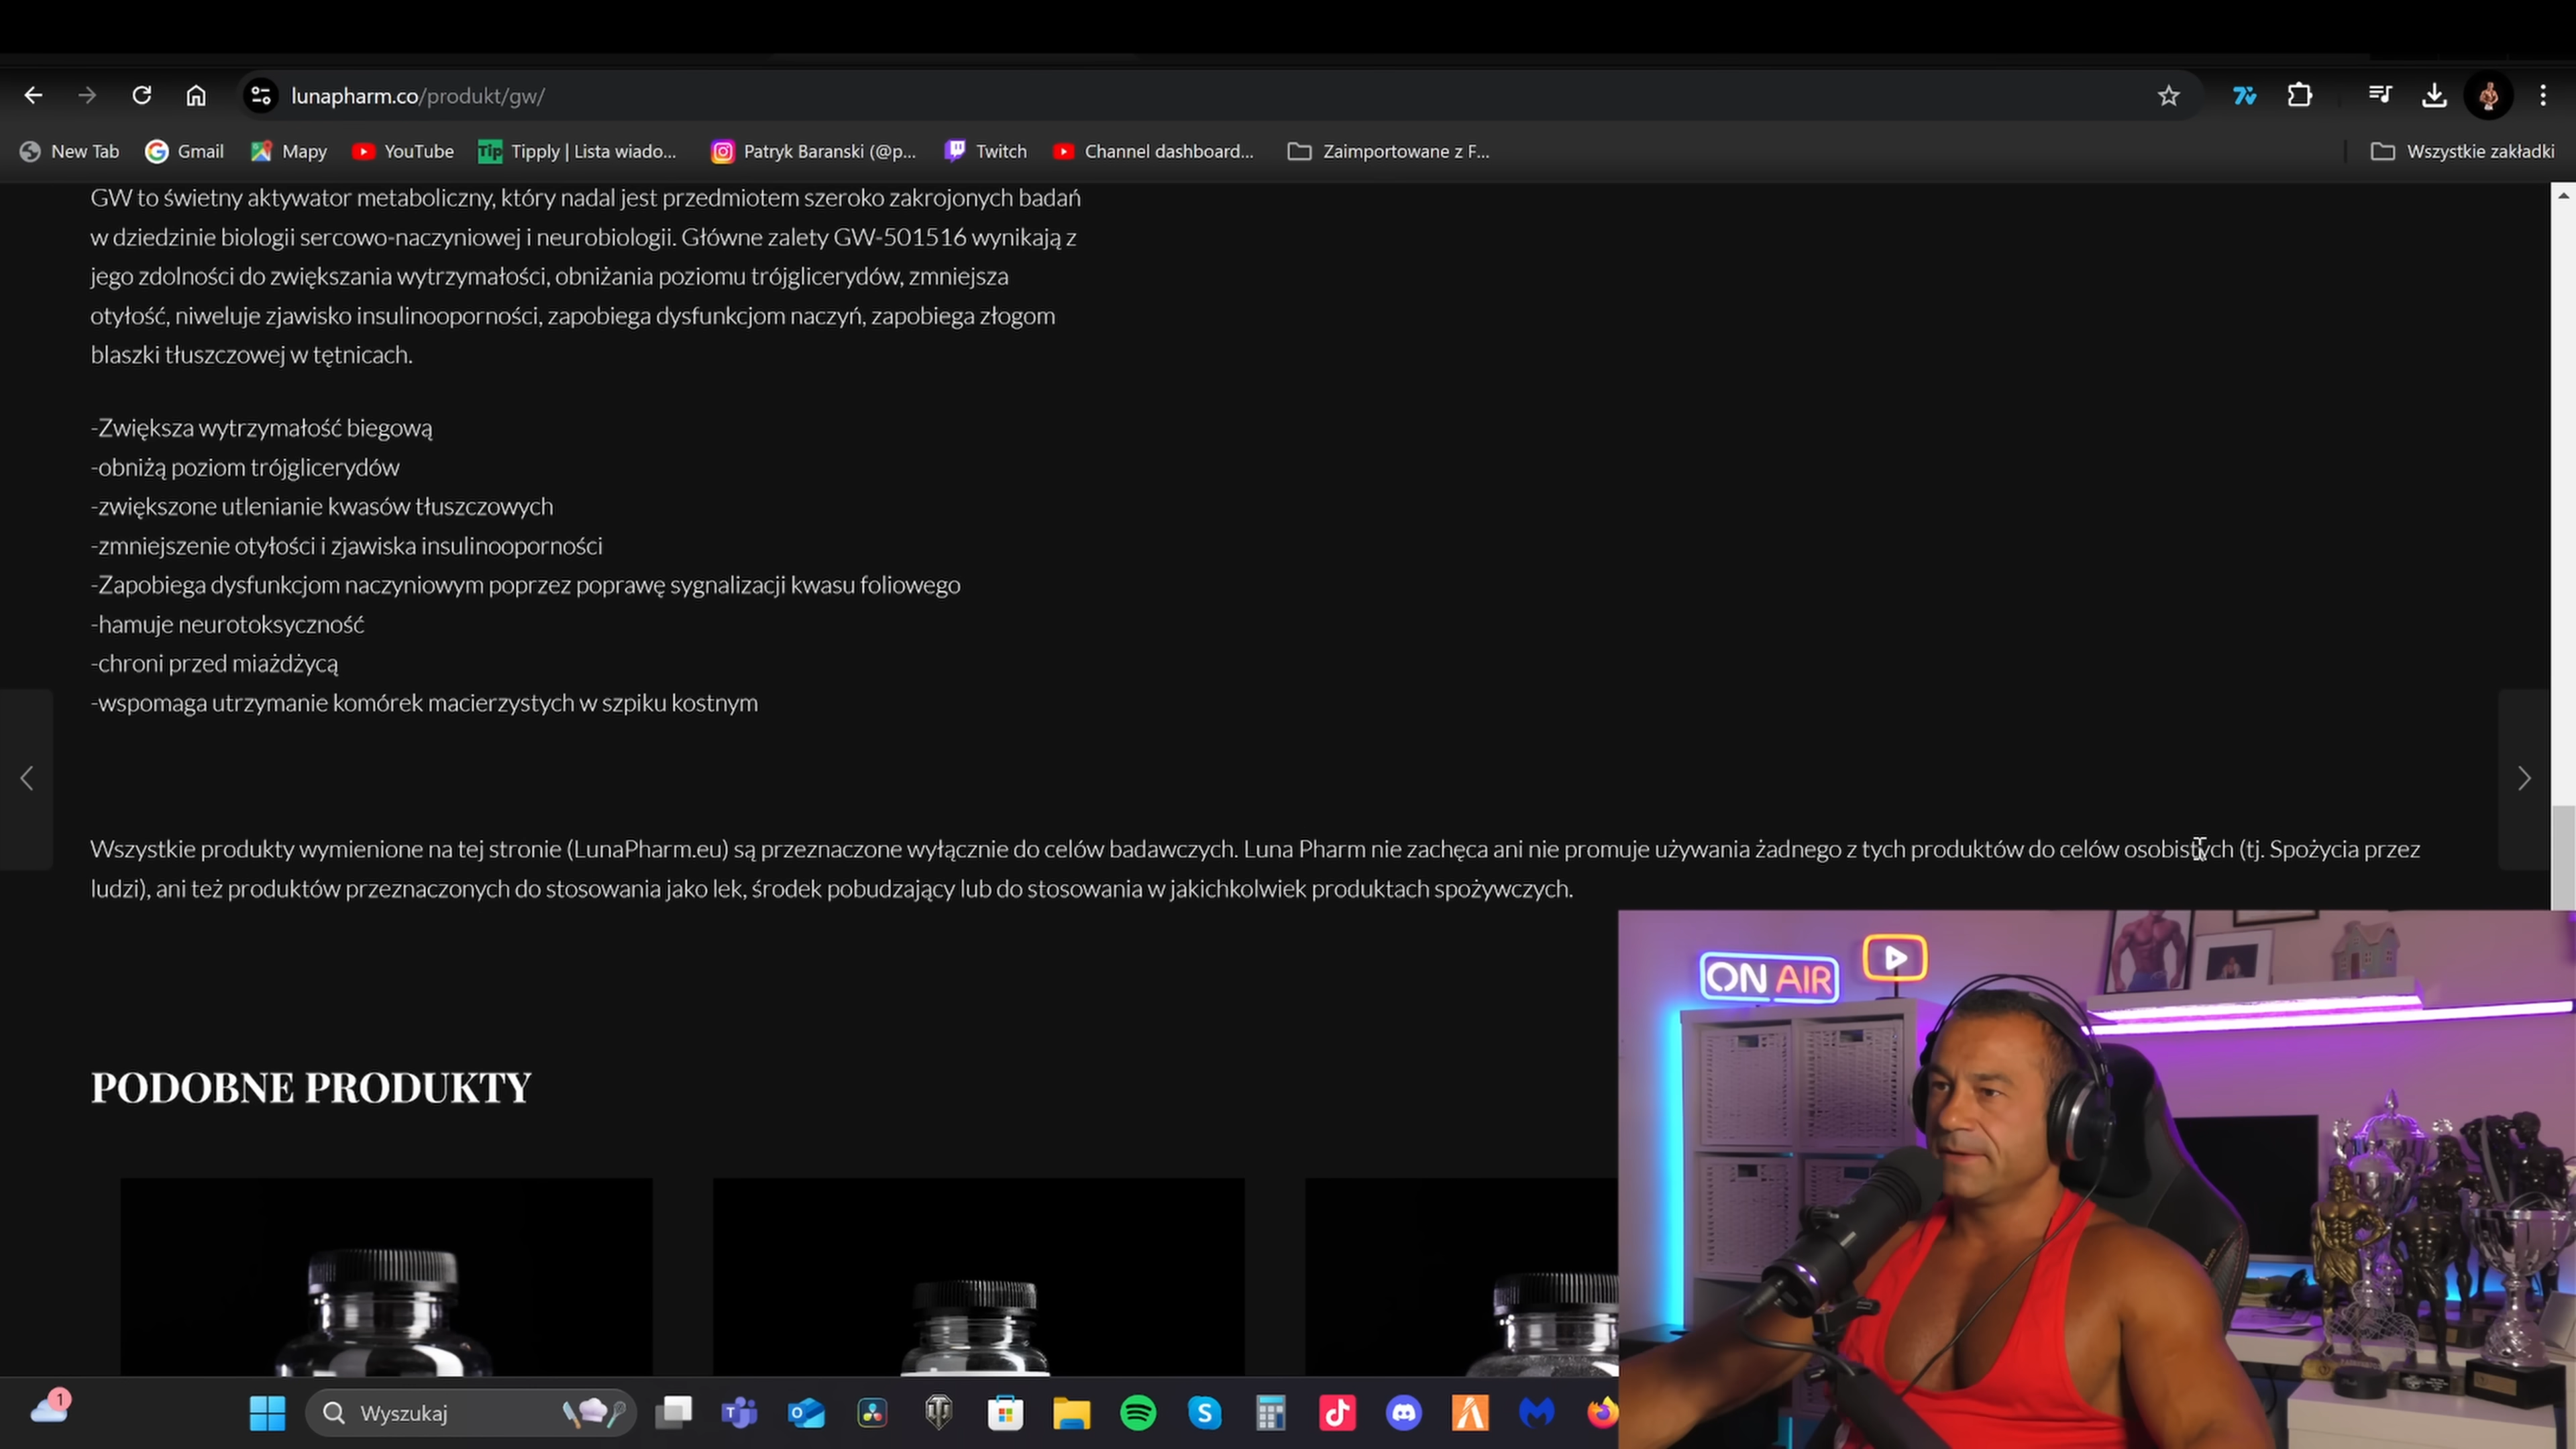 lunapharm.co/produkt/gw/
New Tab
Gmail
Mapy
YouTube
Tipply | Lista wiado...
Patryk Baranski (@p...
Twitch
Channel dashboard...
Zaimportowane z F...
Wszystkie zakładki
GW to świetny aktywator metaboliczny, który nadal jest przedmiotem szeroko zakrojonych badań
w dziedzinie biologii sercowo-naczyniowej i neurobiologii. Główne zalety GW-501516 wynikają z
jego zdolności do zwiększania wytrzymałości, obniżania poziomu trójglicerydów, zmniejsza
otyłość, niweluje zjawisko insulinooporności, zapobiega dysfunkcjom naczyń, zapobiega złogom
blaszki tłuszczowej w tętnicach.
-Zwiększa wytrzymałość biegową
-obniżą poziom trójglicerydów
-zwiększone utlenianie kwasów tłuszczowych
-zmniejszenie otyłości i zjawiska insulinooporności
-Zapobiega dysfunkcjom naczyniowym poprzez poprawę sygnalizacji kwasu foliowego
-hamuje neurotoksyczność
-chroni przed miażdżycą
-wspomaga utrzymanie komórek macierzystych w szpiku kostnym
Wszystkie produkty wymienione na tej stronie (LunaPharm.eu) są przeznaczone wyłącznie do celów badawczych. Luna Pharm nie zachęca ani nie promuje używania żadnego z tych produktów do celów osobistych (tj. Spożycia przez
ludzi), ani też produktów przeznaczonych do stosowania jako lek, środek pobudzający lub do stosowania w jakichkolwiek produktach spożywczych.
ON AIR
PODOBNE PRODUKTY
1
Wyszukaj